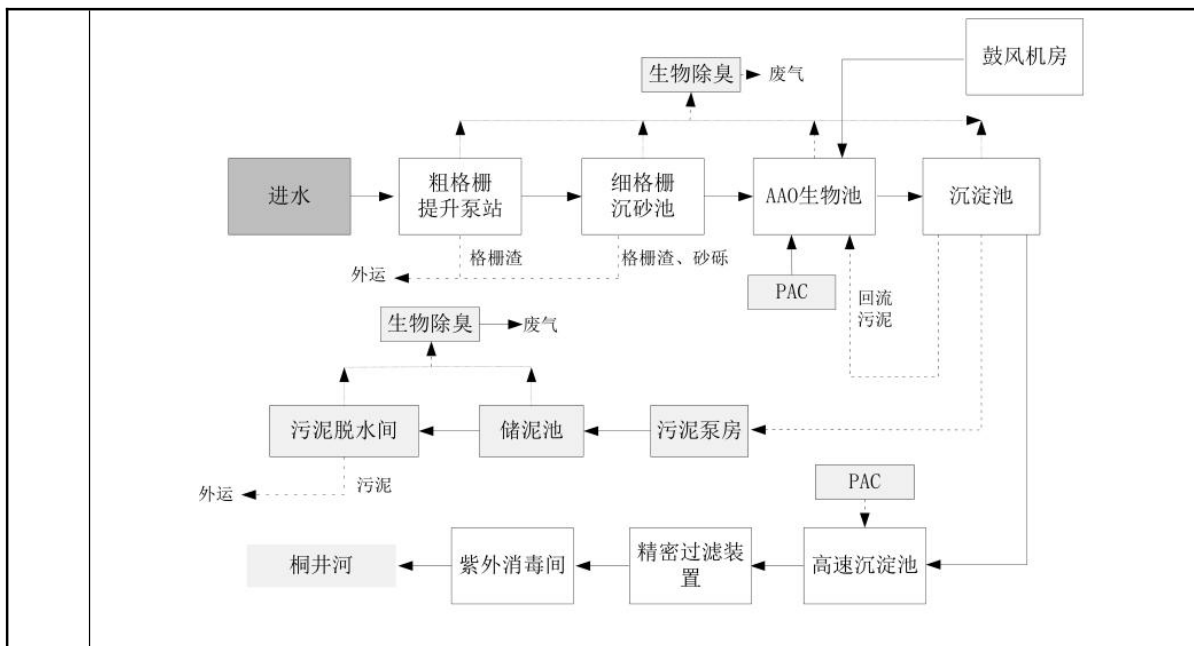 鼓风机房
生物除臭
废气
进水
粗格栅
提升泵站
细格栅
沉砂池
AAO生物池
沉淀池
格栅渣
格栅渣、砂砾
外运
PAC
回流
污泥
生物除臭
废气
污泥脱水间
储泥池
污泥泵房
污泥
外运
PAC
桐井河
紫外消毒间
精密过滤装
置
高速沉淀池